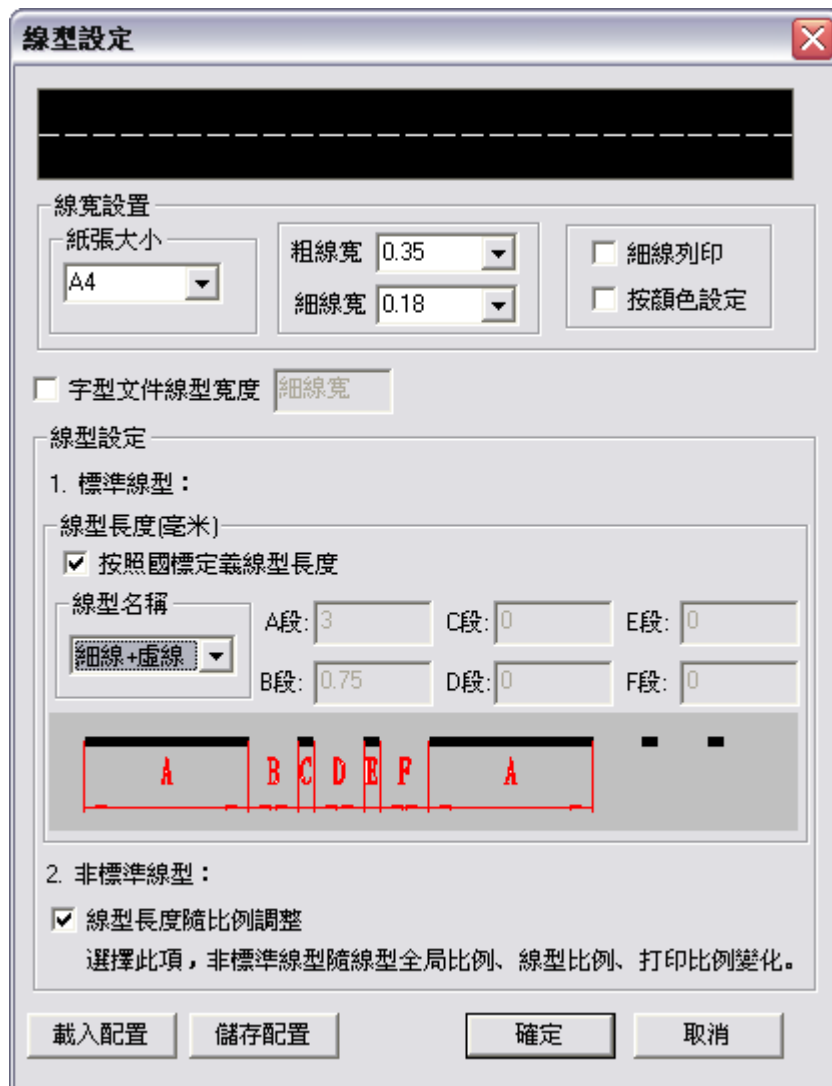 線型設定
線寬設置
紙張大小
A4
粗線寬 0.35
細線寬 0.18
細線列印
按顏色設定
字型文件線型寬度 細線寬
線型設定
1. 標準線型：
線型長度(毫米)
按照國標定義線型長度
線型名稱
細線+虛線
A段: 3 C段: 0 E段: 0
B段: 0.75 D段: 0 F段: 0
A B C D E F A
2. 非標準線型：
線型長度隨比例調整
選擇此項，非標準線型隨線型全局比例、線型比例、打印比例變化。
載入配置 儲存配置 確定 取消